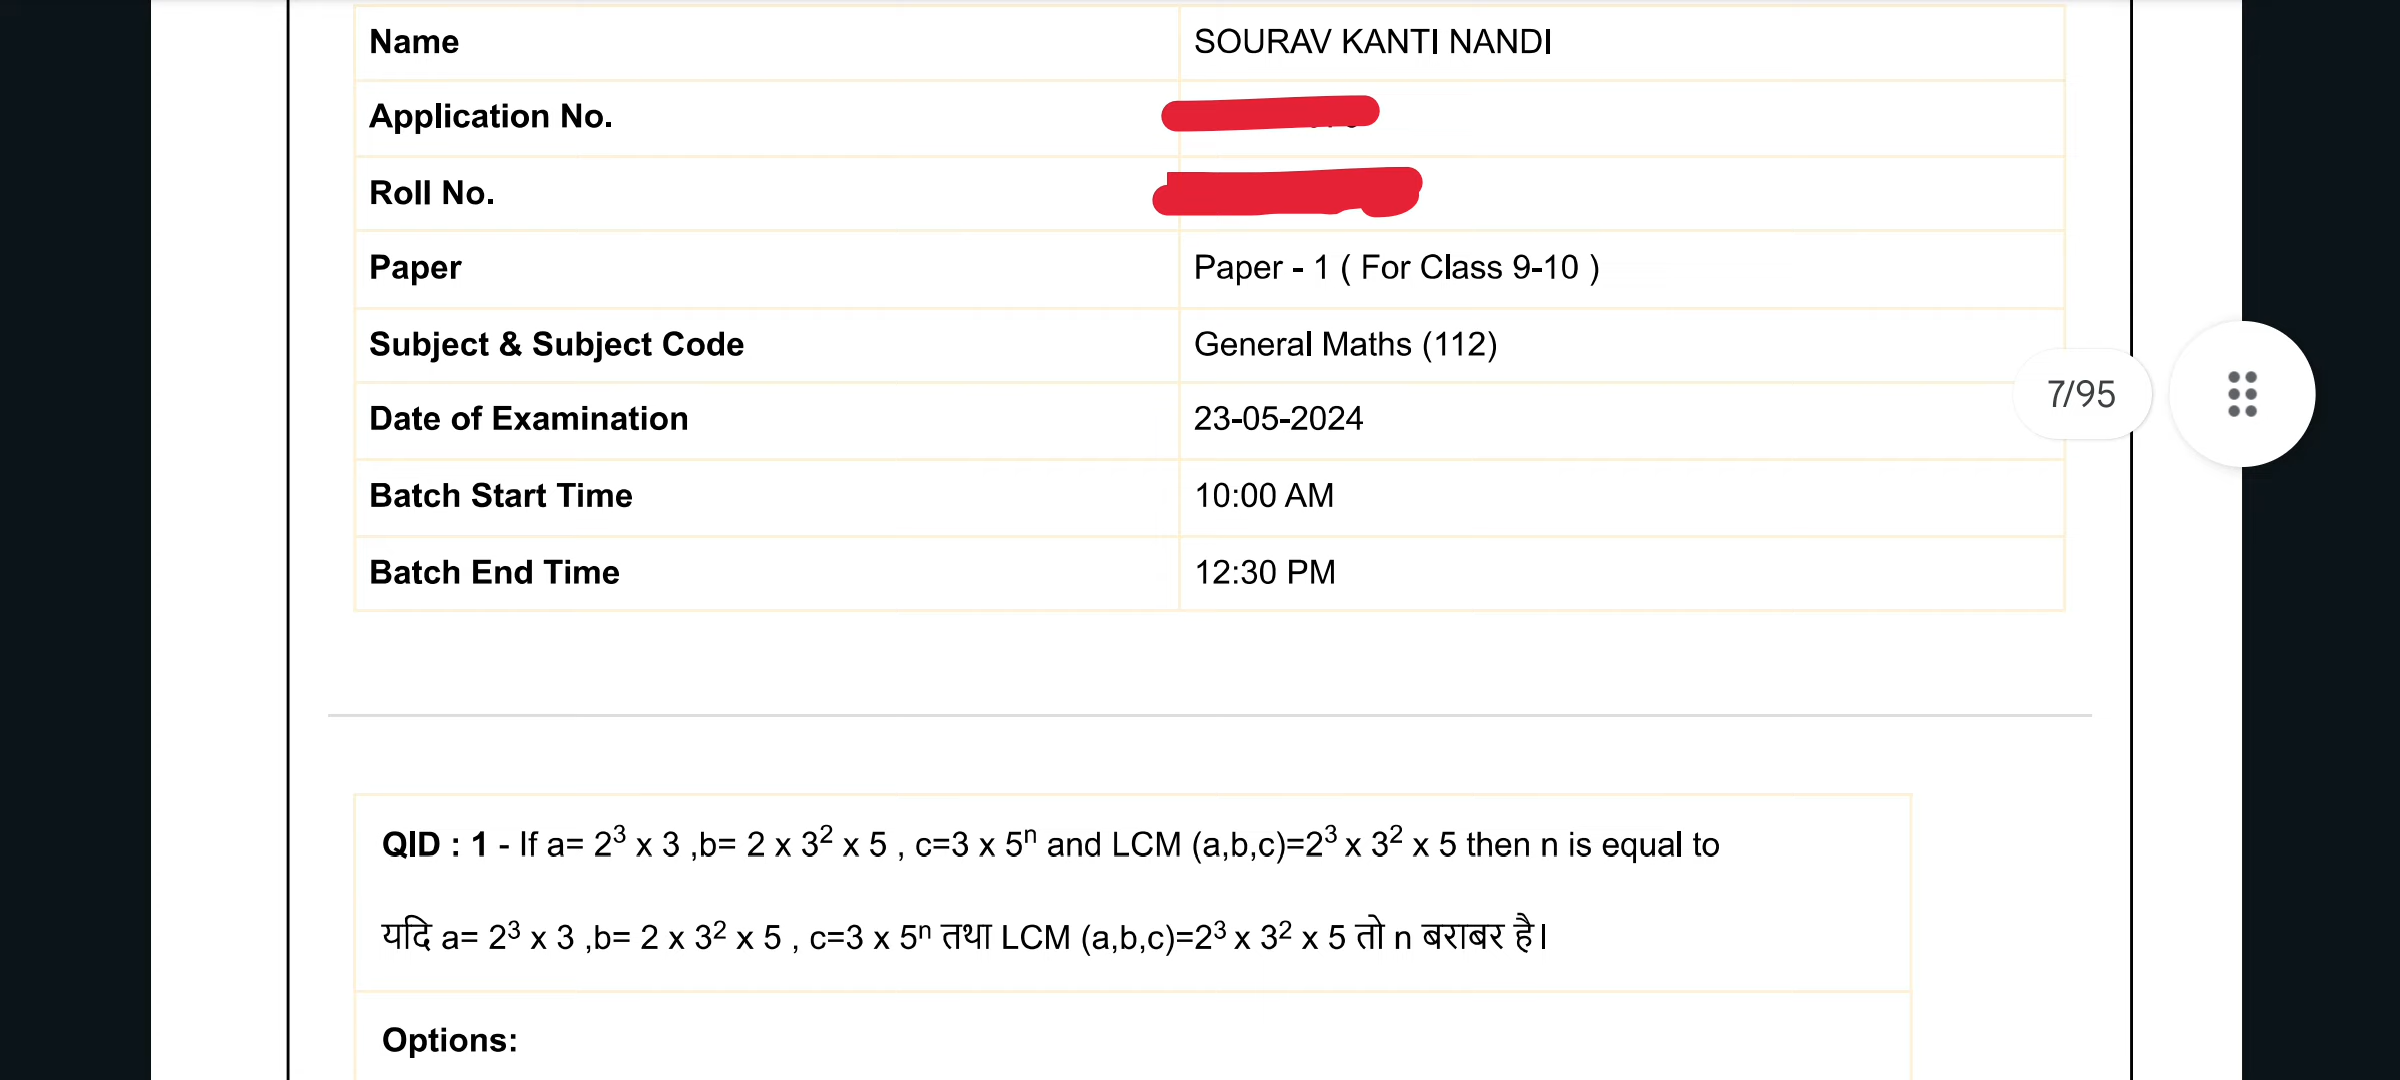 Name SOURAV KANTI NANDI
Application No.
Roll No.
Paper Paper - 1 ( For Class 9-10 )
Subject & Subject Code General Maths (112)
7/95
Date of Examination 23-05-2024
Batch Start Time 10:00 AM
Batch End Time 12:30 PM
QID : 1 - If a= 2³ x 3 ,b= 2 x 3² x 5 , c=3 x 5ⁿ and LCM (a,b,c)=2³ x 3² x 5 then n is equal to
यदि a= 2³ x 3 ,b= 2 x 3² x 5 , c=3 x 5ⁿ तथा LCM (a,b,c)=2³ x 3² x 5 तो n बराबर है।
Options: